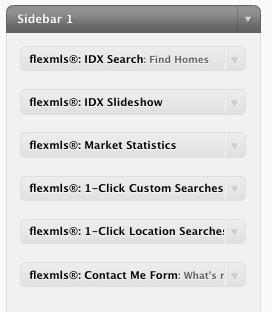 Sidebar 1
flexmls®: IDX Search: Find Homes
flexmls®: IDX Slideshow
flexmls®: Market Statistics
flexmls®: 1-Click Custom Searches
flexmls®: 1-Click Location Searches
flexmls®: Contact Me Form: What's